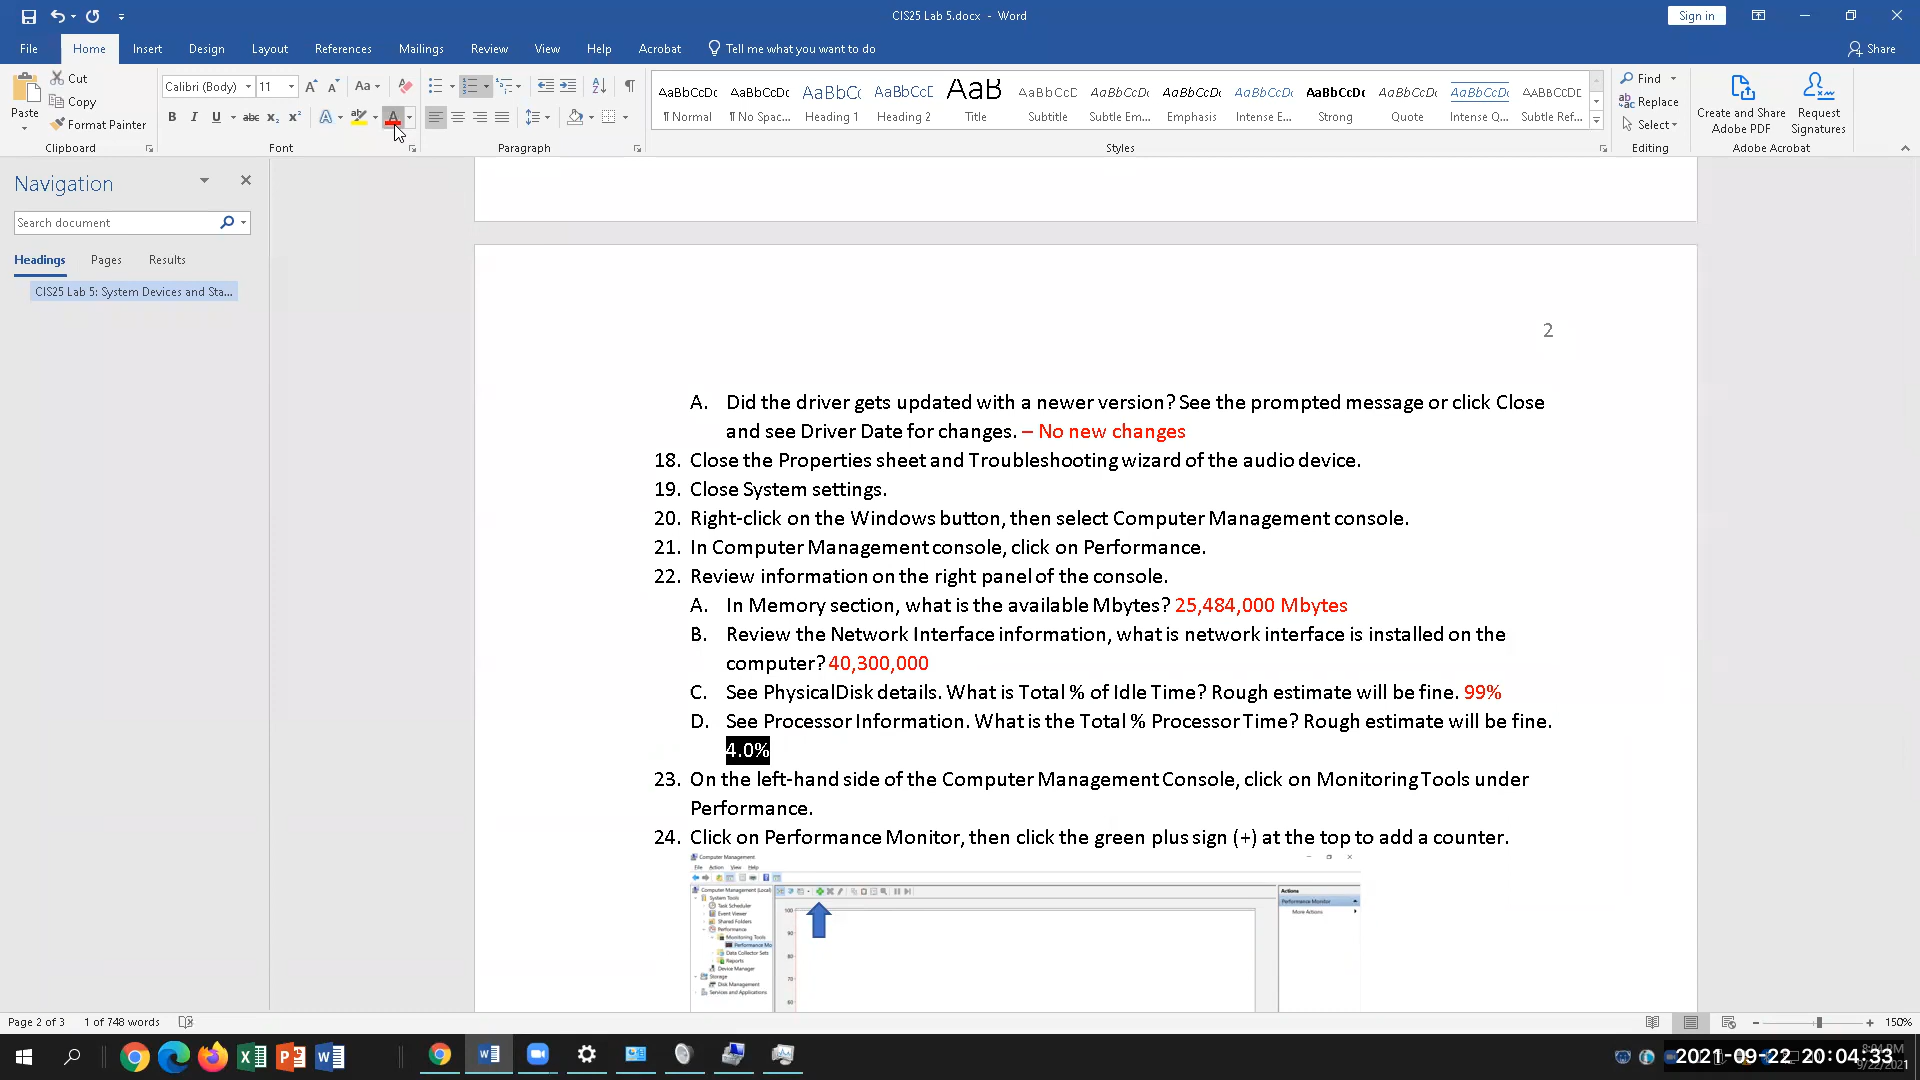 CIS25 Lab 5.docx - Word
Sign in
File Home Insert Design Layout References Mailings Review View Help Acrobat Tell me what you want to do Share
Paste
Cut
Copy
Format Painter
Clipboard
Calibri (Body) 11
Font
Paragraph
AaBbCcDc AaBbCcDc AaBbC( AaBbCcD AaB AaBbCcD AaBbCcDc AaBbCcDc AaBbCcDc AaBbCcDc AaBbCcDc AaBbCcDc AaBbCcDd
¶ Normal ¶ No Spac... Heading 1 Heading 2 Title Subtitle Subtle Em... Emphasis Intense E... Strong Quote Intense Q... Subtle Ref...
Styles
Find
Replace
Select
Editing
Create and Share Adobe PDF
Request Signatures
Adobe Acrobat
Navigation
Search document
Headings Pages Results
CIS25 Lab 5: System Devices and Sta...
2
A. Did the driver gets updated with a newer version? See the prompted message or click Close
and see Driver Date for changes. – No new changes
18. Close the Properties sheet and Troubleshooting wizard of the audio device.
19. Close System settings.
20. Right-click on the Windows button, then select Computer Management console.
21. In Computer Management console, click on Performance.
22. Review information on the right panel of the console.
A. In Memory section, what is the available Mbytes? 25,484,000 Mbytes
B. Review the Network Interface information, what is network interface is installed on the
computer? 40,300,000
C. See PhysicalDisk details. What is Total % of Idle Time? Rough estimate will be fine. 99%
D. See Processor Information. What is the Total % Processor Time? Rough estimate will be fine.
4.0%
23. On the left-hand side of the Computer Management Console, click on Monitoring Tools under
Performance.
24. Click on Performance Monitor, then click the green plus sign (+) at the top to add a counter.
Computer Management
File Action View Help
Computer Management (Local
System Tools
Task Scheduler
Event Viewer
Shared Folders
Performance
Monitoring Tools
Performance Mo
Data Collector Sets
Reports
Device Manager
Storage
Disk Management
Services and Applications
100
90
80
70
60
Actions
Performance Monitor
More Actions
Page 2 of 3 1 of 748 words
150%
2021-09-22 20:04:33